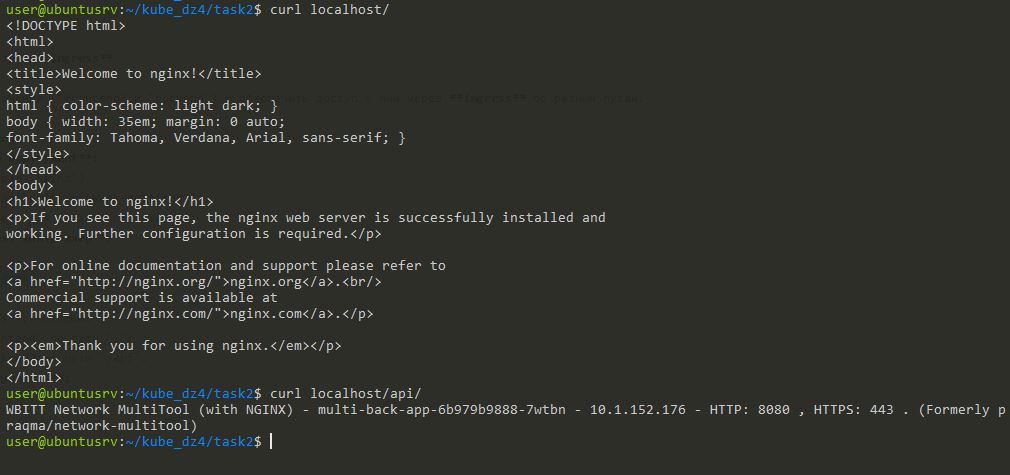 user@ubuntusrv:~/kube_dz4/task2$ curl localhost/
<!DOCTYPE html>
<html>
<head>
<title>Welcome to nginx!</title>
<style>
html { color-scheme: light dark; }
body { width: 35em; margin: 0 auto;
font-family: Tahoma, Verdana, Arial, sans-serif; }
</style>
</head>
<body>
<h1>Welcome to nginx!</h1>
<p>If you see this page, the nginx web server is successfully installed and
working. Further configuration is required.</p>
<p>For online documentation and support please refer to
<a href="http://nginx.org/">nginx.org</a>.<br/>
Commercial support is available at
<a href="http://nginx.com/">nginx.com</a>.</p>
<p><em>Thank you for using nginx.</em></p>
</body>
</html>
user@ubuntusrv:~/kube_dz4/task2$ curl localhost/api/
WBITT Network MultiTool (with NGINX) - multi-back-app-6b979b9888-7wtbn - 10.1.152.176 - HTTP: 8080 , HTTPS: 443 . (Formerly p
raqma/network-multitool)
user@ubuntusrv:~/kube_dz4/task2$